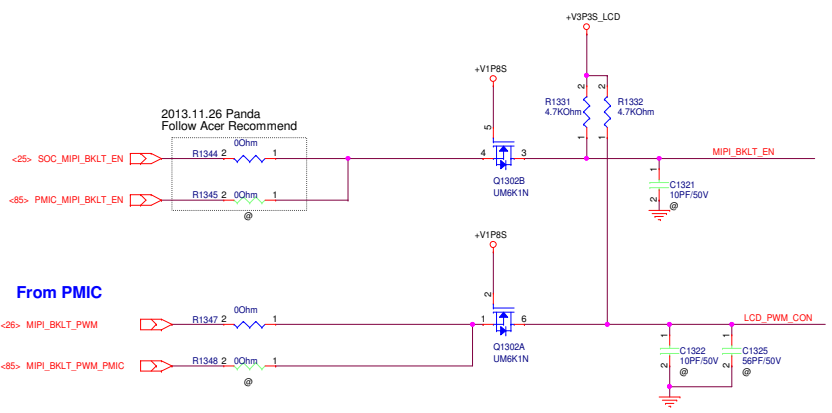 +V3P3S_LCD
+V1P8S
2013.11.26 Panda
Follow Acer Recommend
R1331
4.7KOhm
R1332
4.7KOhm
2 2
1 1
5
0Ohm
<25> SOC_MIPI_BKLT_EN
R1344 2 1
4 3
MIPI_BKLT_EN
Q1302B
UM6K1N
1
C1321
10PF/50V
2
@
<85> PMIC_MIPI_BKLT_EN
R1345 2 0Ohm 1
@
+V1P8S
From PMIC
2
0Ohm
<26> MIPI_BKLT_PWM
R1347 2 1
1 6
LCD_PWM_CON
Q1302A
UM6K1N
1 1
C1322
10PF/50V
2
@
C1325
56PF/50V
2
@
<85> MIPI_BKLT_PWM_PMIC
R1348 2 0Ohm 1
@